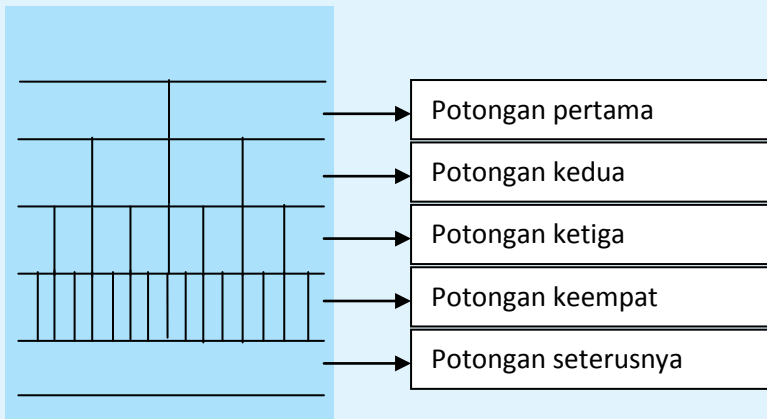 Potongan pertama
Potongan kedua
Potongan ketiga
Potongan keempat
Potongan seterusnya